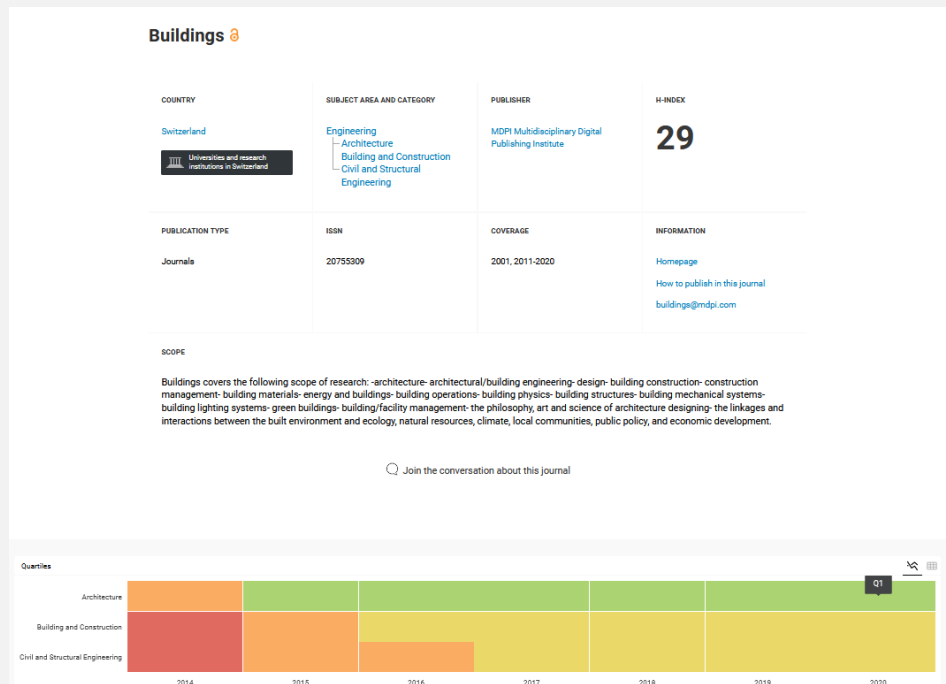 Buildings
COUNTRY
Switzerland
Universities and research
institutions in Switzerland
SUBJECT AREA AND CATEGORY
Engineering
Architecture
Building and Construction
Civil and Structural
Engineering
PUBLISHER
MDPI Multidisciplinary Digital
Publishing Institute
H-INDEX
29
PUBLICATION TYPE
Journals
ISSN
20755309
COVERAGE
2001, 2011-2020
INFORMATION
Homepage
How to publish in this journal
buildings@mdpi.com
SCOPE
Buildings covers the following scope of research: -architecture- architectural/building engineering- design- building construction- construction
management- building materials- energy and buildings- building operations- building physics- building structures- building mechanical systems-
building lighting systems- green buildings- building/facility management- the philosophy, art and science of architecture designing- the linkages and
interactions between the built environment and ecology, natural resources, climate, local communities, public policy, and economic development.
Join the conversation about this journal
Quartiles
Q1
Architecture
Building and Construction
Civil and Structural Engineering
2014 2015 2016 2017 2018 2019 2020